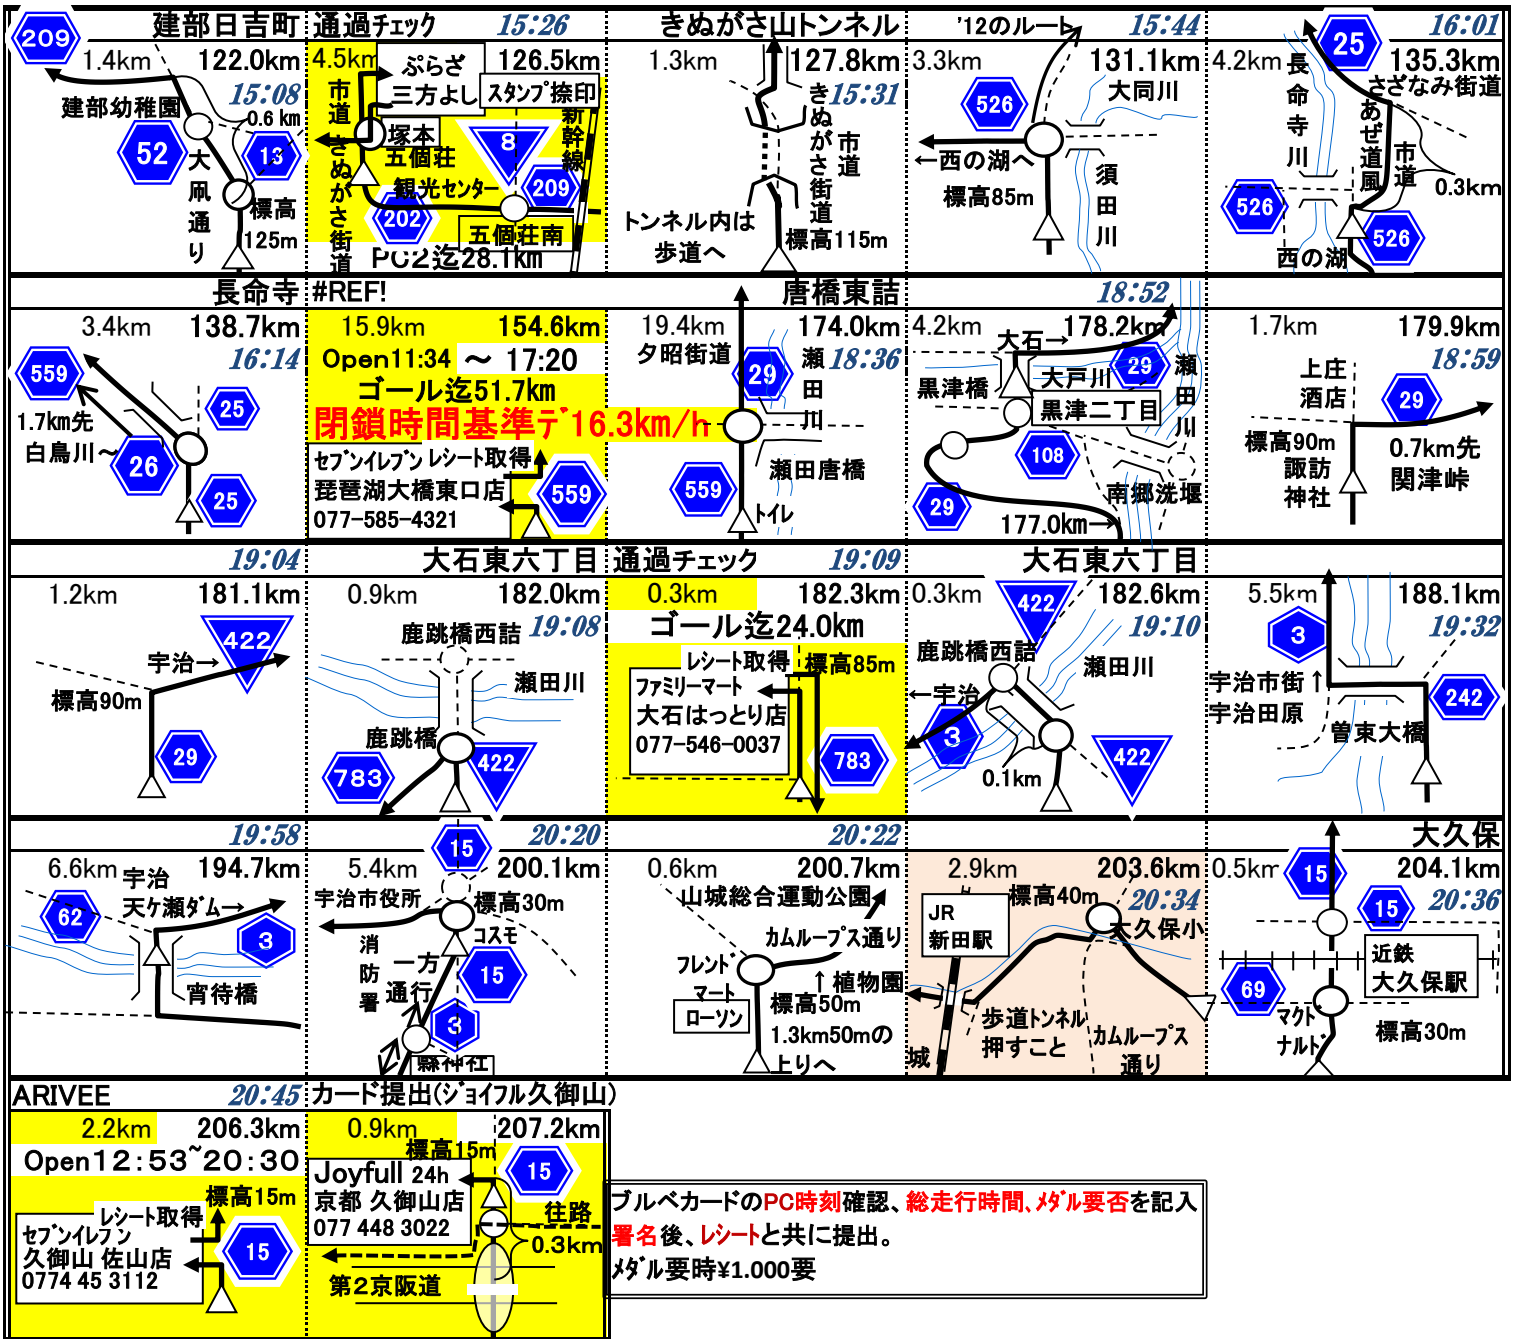 建部日吉町
209
1.4km 122.0km
15:08
建部幼稚園
0.6 km
52
13
大凧通り
標高
125m
通過チェック 15:26
4.5km 126.5km
ぷらざ
三方よし
スタンプ捺印
市道 きぬがさ街道
塚本
五個荘
観光センター
8
新幹線
209
202
五個荘南
PC2迄28.1km
きぬがさ山トンネル
1.3km 127.8km
15:31
きぬがさ街道
市道
トンネル内は
歩道へ
標高115m
'12のルート 15:44
3.3km 131.1km
大同川
526
←西の湖へ
標高85m
須田川
16:01
25
4.2km 135.3km
さざなみ街道
長命寺川
あぜ道風
市道
0.3km
526
526
西の湖
長命寺
3.4km 138.7km
16:14
559
25
1.7km先
白鳥川～
26
25
#REF!
15.9km 154.6km
Open11:34 ～ 17:20
ゴール迄51.7km
閉鎖時間基準デ16.3km/h
セブンイレブン レシート取得
琵琶湖大橋東口店
077-585-4321
559
唐橋東詰
19.4km 174.0km
夕昭街道
18:36
29
瀬田川
瀬田唐橋
559
トイレ
18:52
4.2km 178.2km
大石→
29
黒津橋
大戸川
瀬田川
黒津二丁目
108
29
南郷洗堰
177.0km→
1.7km 179.9km
18:59
上庄
酒店
29
標高90m
諏訪
神社
0.7km先
関津峠
19:04
1.2km 181.1km
422
宇治→
標高90m
29
大石東六丁目
0.9km 182.0km
19:08
鹿跳橋西詰
瀬田川
鹿跳橋
783
422
通過チェック 19:09
0.3km 182.3km
ゴール迄24.0km
レシート取得 標高85m
ファミリーマート
大石はっとり店
077-546-0037
783
大石東六丁目
0.3km 182.6km
422
19:10
鹿跳橋西詰
瀬田川
←宇治
3
0.1km
422
5.5km 188.1km
19:32
3
宇治市街↑
宇治田原
242
曽東大橋
19:58
6.6km 194.7km
宇治
天ケ瀬ダム→
62
3
宵待橋
20:20
15
5.4km 200.1km
宇治市役所
標高30m
コスモ
消防署
一方
通行
15
3
縣神社
20:22
0.6km 200.7km
山城総合運動公園
カムループス通り
フレンド
マート
↑植物園
ローソン
標高50m
1.3km50mの
上りへ
2.9km 203.6km
20:34
JR
新田駅
標高40m
大久保小
歩道トンネル
押すこと
カムループス
通り
城
大久保
0.5km 204.1km
15
15
20:36
近鉄
大久保駅
69
マクド
ナルド
標高30m
ARIVEE 20:45
2.2km 206.3km
Open12:53~20:30
標高15m
レシート取得
セブンイレブン
久御山 佐山店
0774 45 3112
15
カード提出(ジョイフル久御山)
0.9km 207.2km
標高15m
Joyfull 24h
京都 久御山店
077 448 3022
15
往路
0.3km
第2京阪道
ブルベカードのPC時刻確認、総走行時間、メダル要否を記入
署名後、レシートと共に提出。
メダル要時¥1.000要